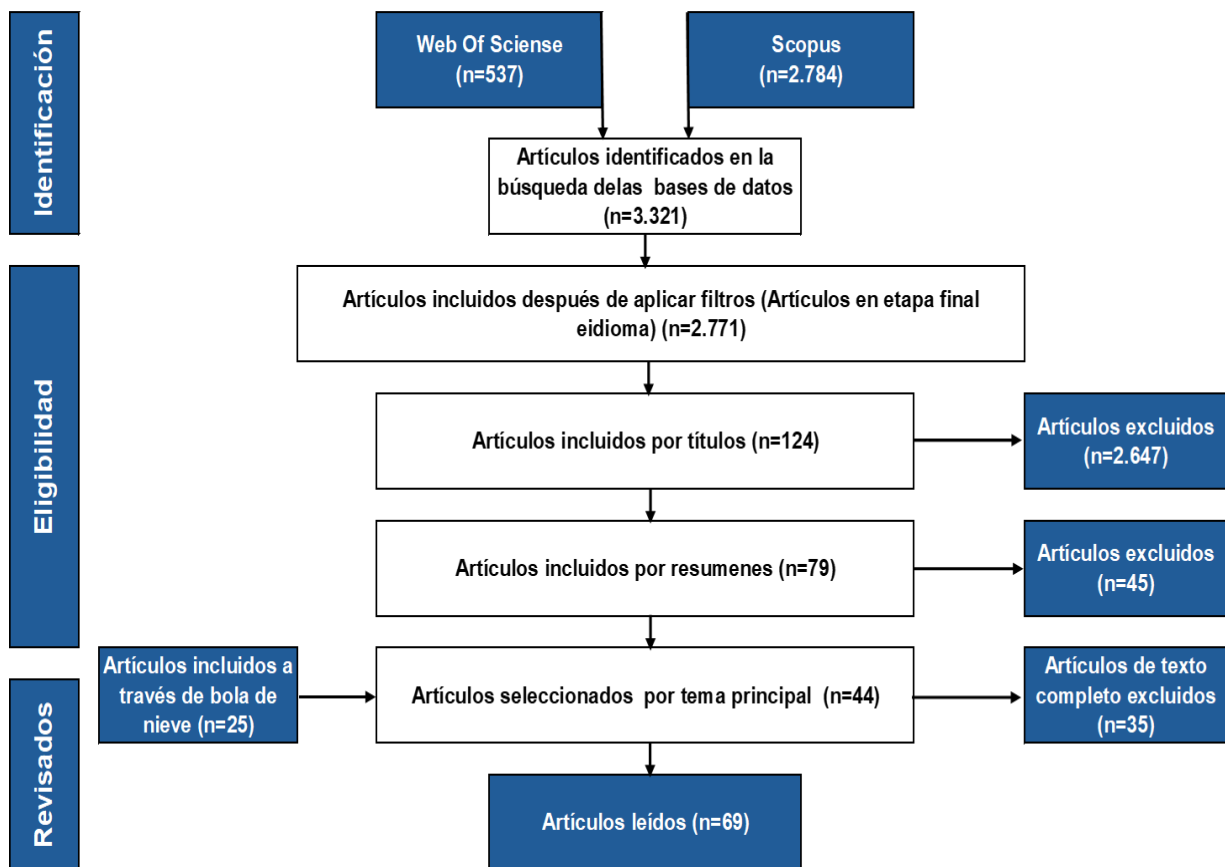 Identificación
Web Of Sciense
(n=537)
Scopus
(n=2.784)
Artículos identificados en la
búsqueda delas bases de datos
(n=3.321)
Eligibilidad
Artículos incluidos después de aplicar filtros (Artículos en etapa final
eidioma) (n=2.771)
Artículos incluidos por títulos (n=124)
Artículos excluidos
(n=2.647)
Artículos incluidos por resumenes (n=79)
Artículos excluidos
(n=45)
Revisados
Artículos incluidos a
través de bola de
nieve (n=25)
Artículos seleccionados por tema principal (n=44)
Artículos de texto
completo excluidos
(n=35)
Artículos leídos (n=69)